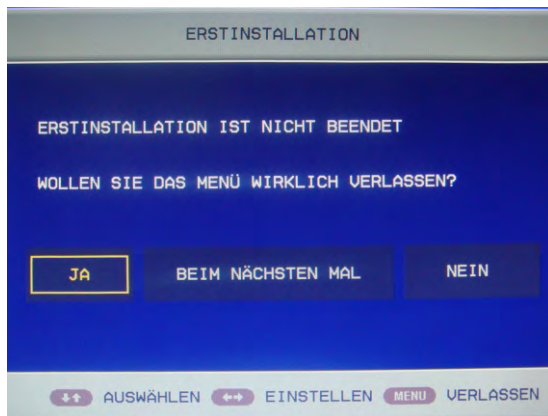 ERSTINSTALLATION
ERSTINSTALLATION IST NICHT BEENDET
WOLLEN SIE DAS MENÜ WIRKLICH VERLASSEN?
JA BEIM NÄCHSTEN MAL NEIN
AUSWÄHLEN EINSTELLEN MENU VERLASSEN